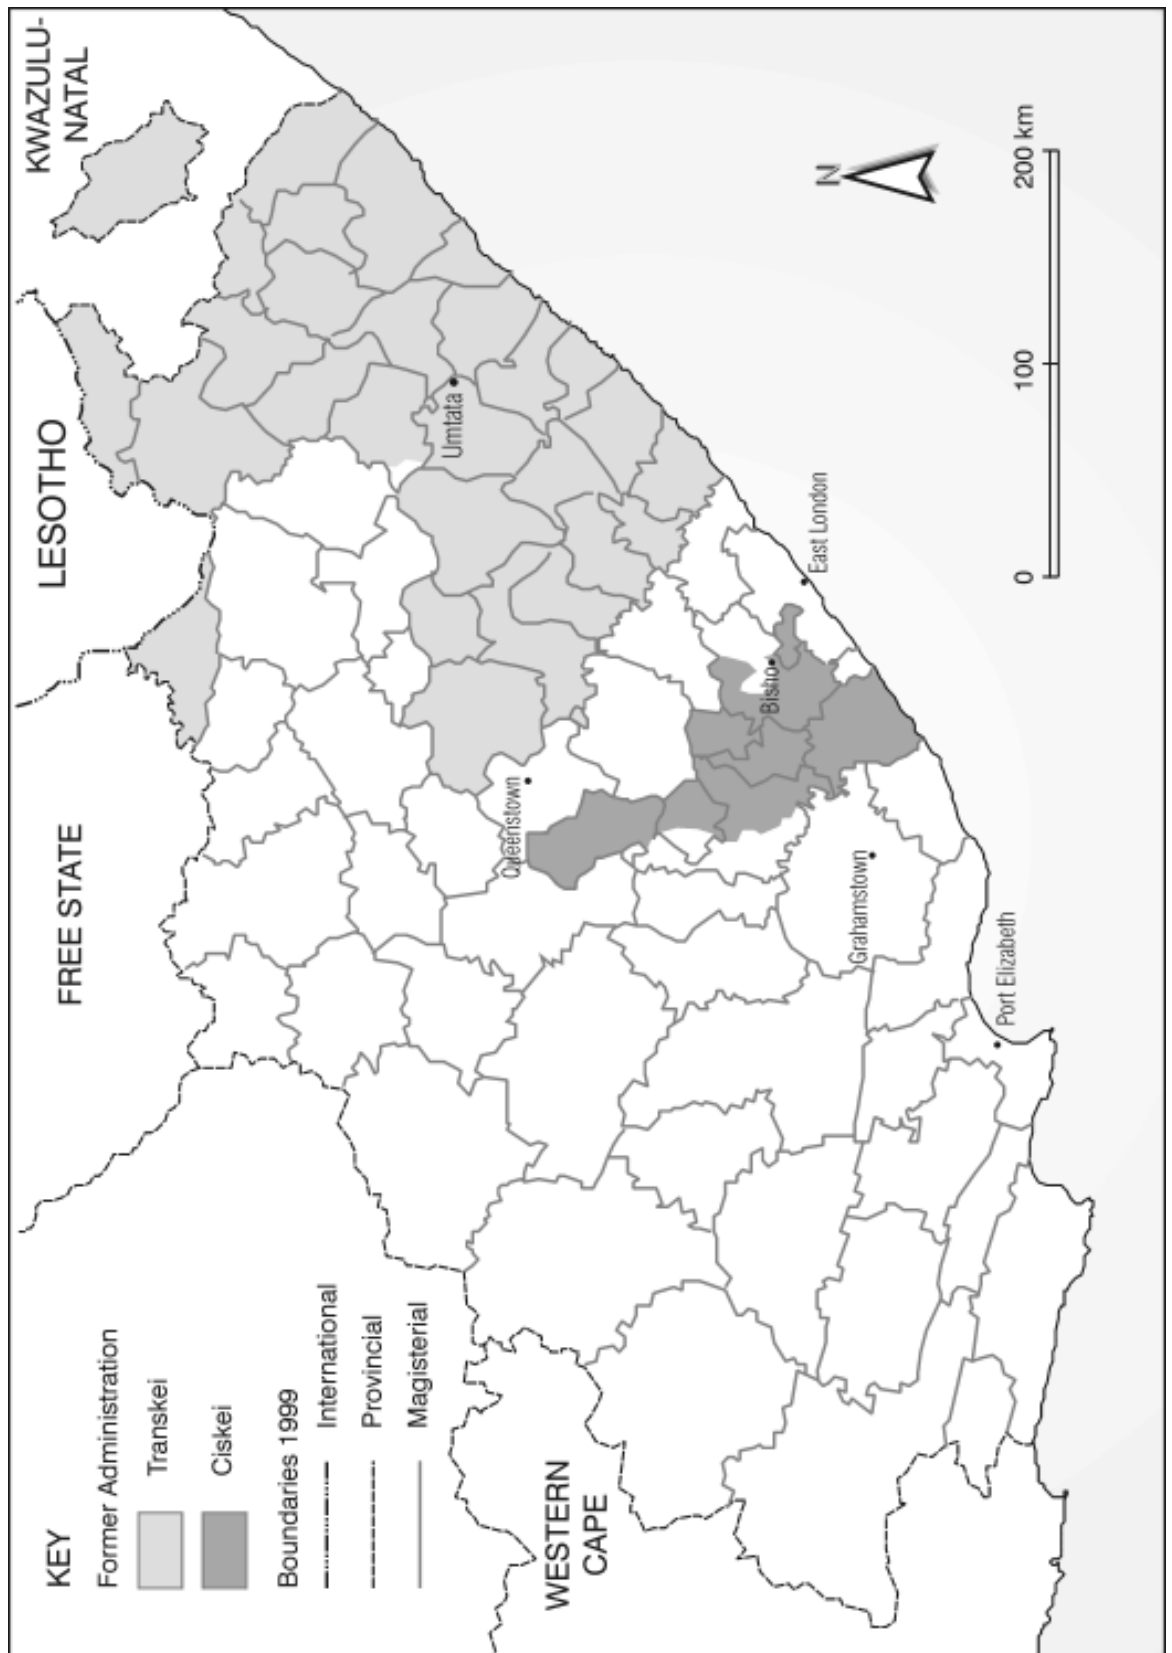 KEY
Former Administration
Transkei
Ciskei
Boundaries 1999
International
Provincial
Magisterial
FREE STATE
LESOTHO
KWAZULU-
NATAL
WESTERN
CAPE
Umtata
Queenstown
Bisho
East London
Grahamstown
Port Elizabeth
N
0 100 200 km